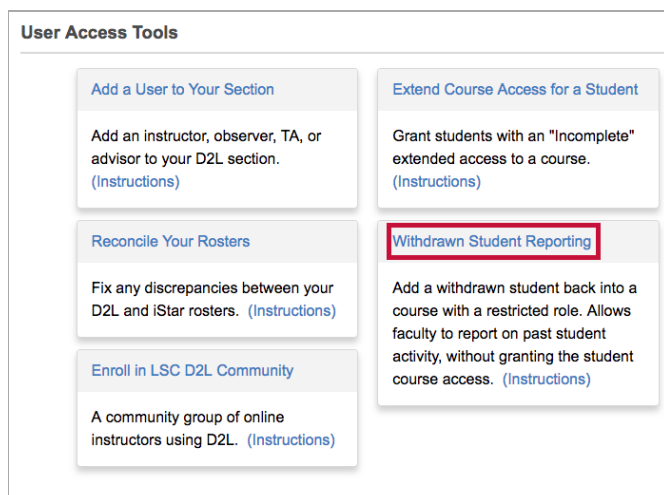 User Access Tools
Add a User to Your Section
Add an instructor, observer, TA, or
advisor to your D2L section.
(Instructions)
Extend Course Access for a Student
Grant students with an "Incomplete"
extended access to a course.
(Instructions)
Reconcile Your Rosters
Fix any discrepancies between your
D2L and iStar rosters. (Instructions)
Withdrawn Student Reporting
Add a withdrawn student back into a
course with a restricted role. Allows
faculty to report on past student
activity, without granting the student
course access. (Instructions)
Enroll in LSC D2L Community
A community group of online
instructors using D2L. (Instructions)